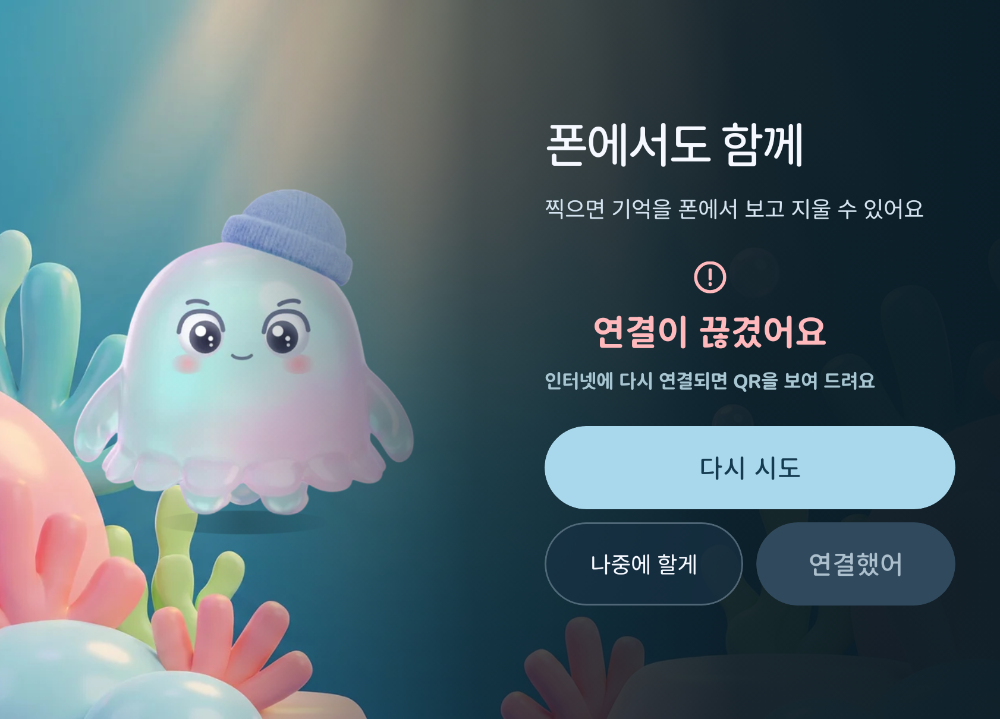 폰에서도 함께
찍으면 기억을 폰에서 보고 지울 수 있어요
연결이 끊겼어요
인터넷에 다시 연결되면 QR을 보여 드려요
다시 시도
나중에 할게
연결했어